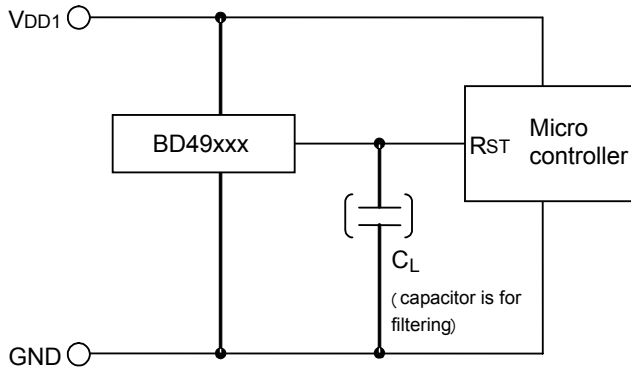 VDD1
BD49xxx
RST
Micro
controller
CL
( capacitor is for
filtering)
GND